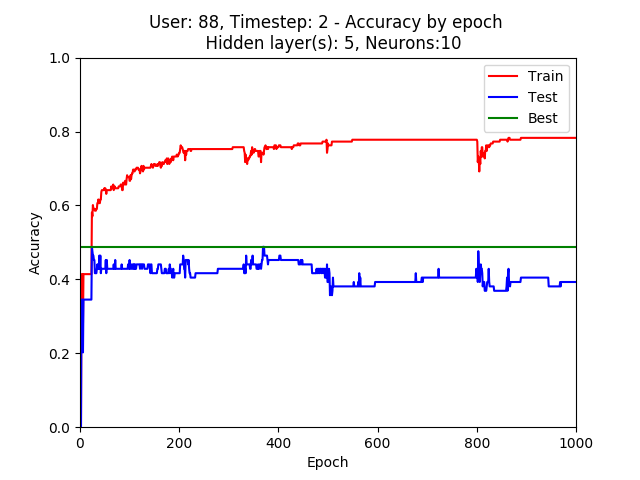 User: 88, Timestep: 2 - Accuracy by epoch
Hidden layer(s): 5, Neurons:10
1.0
0.8
0.6
0.4
0.2
0.0
Accuracy
Train
Test
Best
0 200 400 600 800 1000
Epoch